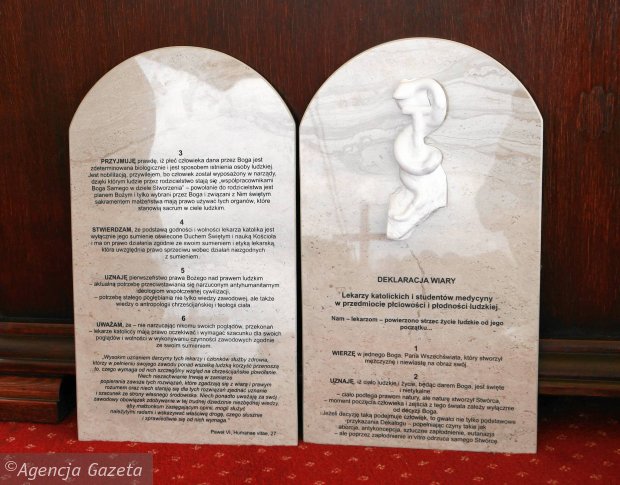 3
PRZYJMUJĘ prawdę, iż płeć człowieka dana przez Boga jest
zdeterminowana biologicznie i jest sposobem istnienia osoby ludzkiej.
Jest nobilitacją, przywilejem, bo człowiek został wyposażony w narządy,
dzięki którym ludzie przez rodzicielstwo stają się „współpracownikami
Boga Samego w dziele Stworzenia” – powołanie do rodzicielstwa jest
planem Bożym i tylko wybrani przez Boga i związani z Nim świętym
sakramentem małżeństwa mają prawo używać tych organów, które
stanowią sacrum w ciele ludzkim.
4
STWIERDZAM, że podstawą godności i wolności lekarza katolika jest
wyłącznie jego sumienie oświecone Duchem Świętym i nauką Kościoła
i ma on prawo działania zgodnie ze swoim sumieniem i etyką lekarską,
która uwzględnia prawo sprzeciwu wobec działań niezgodnych
z sumieniem.
5
UZNAJĘ pierwszeństwo prawa Bożego nad prawem ludzkim
- aktualną potrzebę przeciwstawiania się narzuconym antyhumanitarnym
ideologiom współczesnej cywilizacji,
- potrzebę stałego pogłębiania nie tylko wiedzy zawodowej, ale także
wiedzy o antropologii chrześcijańskiej i teologii ciała.
6
UWAŻAM, że – nie narzucając nikomu swoich poglądów, przekonań
- lekarze katoliccy mają prawo oczekiwać i wymagać szacunku dla swoich
poglądów i wolności w wykonywaniu czynności zawodowych zgodnie
ze swoim sumieniem.
„Wysokim uznaniem darzymy tych lekarzy i członków służby zdrowia,
którzy w pełnieniu swego zawodu ponad wszelką ludzką korzyść przenoszą
to, czego wymaga od nich szczególny wzgląd na chrześcijańskie powołanie.
Niech niezachwianie trwają w zamiarze
popierania zawsze tych rozwiązań, które zgadzają się z wiarą i prawym
rozumem oraz niech starają się dla tych rozwiązań zjednać uznanie
i szacunek ze strony własnego środowiska. Niech ponadto uważają za swój
zawodowy obowiązek zdobywanie w tej trudnej dziedzinie niezbędnej wiedzy,
aby małżonkom zasięgającym opinii, mogli służyć
należytymi radami i wskazywać właściwą drogę, czego słusznie
i sprawiedliwie się od nich wymaga.”
Paweł VI, Humanae vitae, 27
DEKLARACJA WIARY
Lekarzy katolickich i studentów medycyny
w przedmiocie płciowości i płodności ludzkiej.
Nam – lekarzom – powierzono strzec życie ludzkie od jego
początku...
1
WIERZĘ w jednego Boga, Pana Wszechświata, który stworzył
mężczyznę i niewiastę na obraz swój.
2
UZNAJĘ, iż ciało ludzkie i życie, będąc darem Boga, jest święte
i nietykalne:
- ciało podlega prawom natury, ale naturę stworzył Stwórca,
- moment poczęcia człowieka i zejścia z tego świata zależy wyłącznie
od decyzji Boga.
Jeżeli decyzję taką podejmuje człowiek, to gwałci nie tylko podstawowe
przykazania Dekalogu – popełniając czyny takie jak
aborcja, antykoncepcja, sztuczne zapłodnienie, eutanazja
- ale poprzez zapłodnienie in vitro odrzuca samego Stwórcę.
©Agencja Gazeta